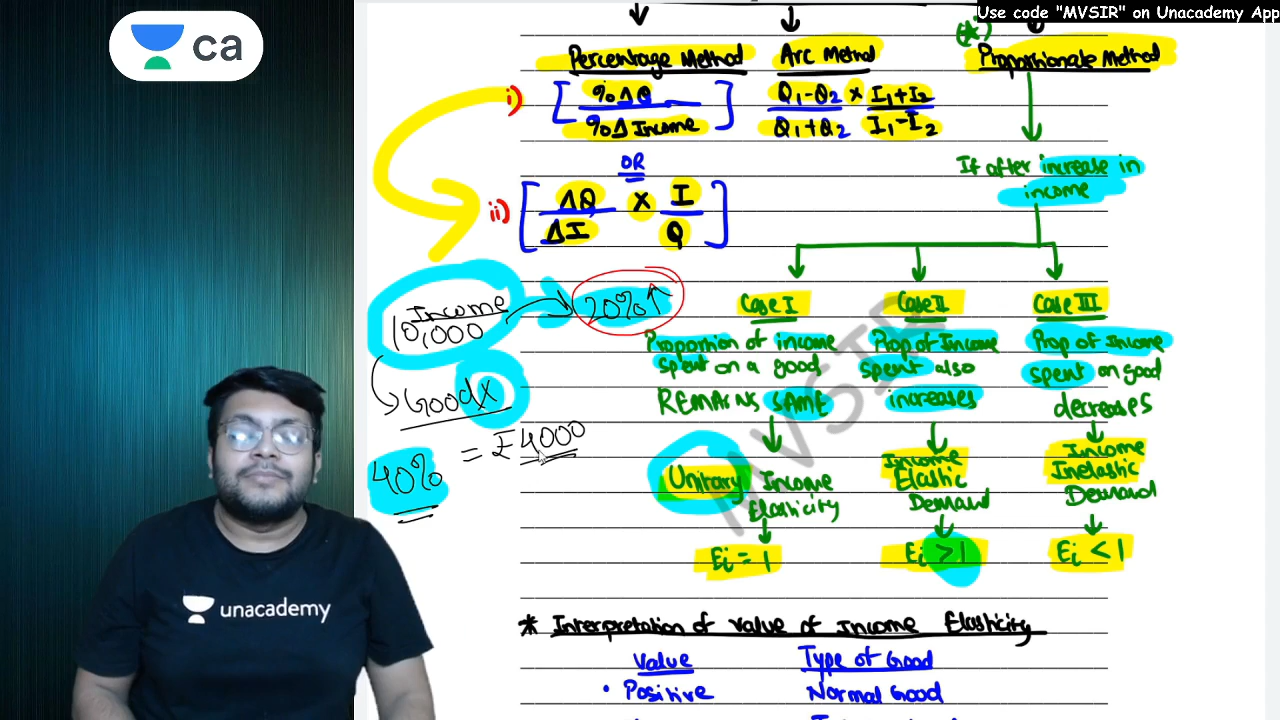 Use code "MVSIR" on Unacademy App
ca
Percentage Method
Arc Method
(*)
Proportionate Method
i) [ %ΔQ / %Δ Income ]
Q1-Q2 / Q1+Q2 × I1+I2 / I1-I2
OR
ii) [ ΔQ / ΔI × I / Q ]
If after increase in
income
Income
10,000
20%↑
Good x
40% = ₹4000
Case I
Proportion of income
spent on a good
REMAINS SAME
Unitary Income
Elasticity
Ei = 1
Case II
Prop of Income
spent also
increases
Income
Elastic
Demand
Ei > 1
Case III
Prop of Income
spent on good
decreases
Income
Inelastic
Demand
Ei < 1
MVSIR
unacademy
* Interpretation of value of Income Elasticity
Value Type of Good
• Positive Normal Good